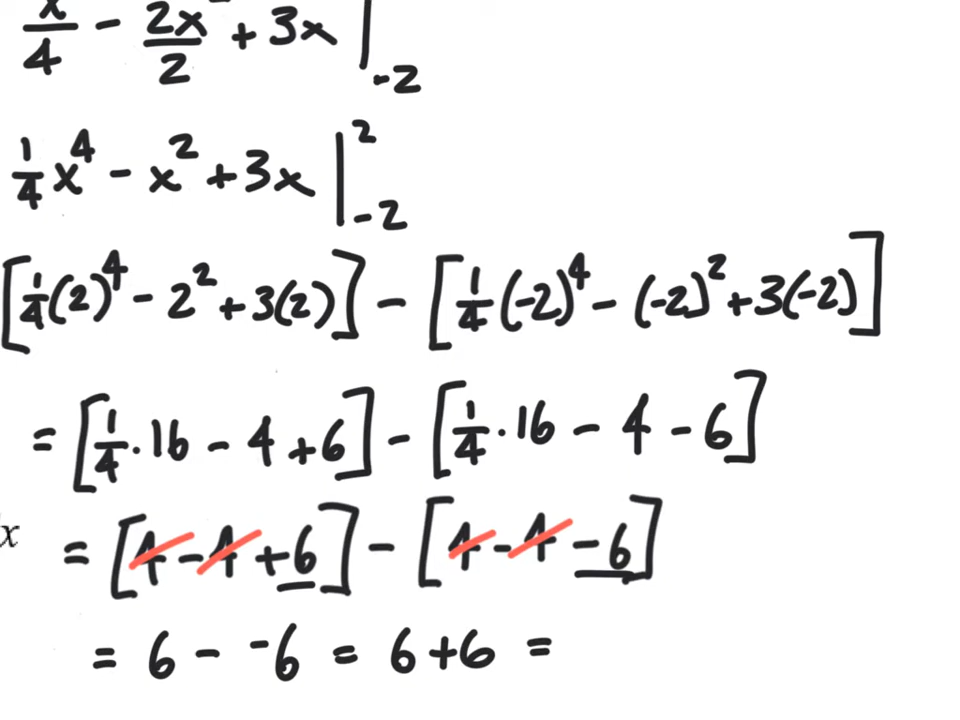 x/4 - 2x/2 + 3x |_-2
1/4 x^4 - x^2 + 3x |_-2^2
[1/4 (2)^4 - 2^2 + 3(2)] - [1/4 (-2)^4 - (-2)^2 + 3(-2)]
= [1/4 · 16 - 4 + 6] - [1/4 · 16 - 4 - 6]
x = [4 - 4 + 6] - [4 - 4 - 6]
= 6 - -6 = 6 + 6 =